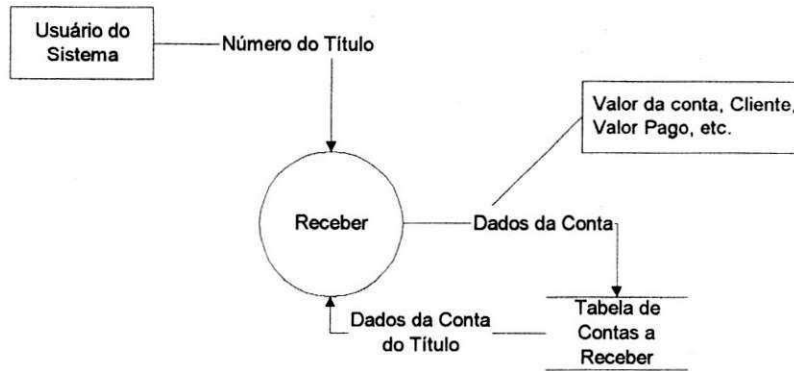 Usuário do
Sistema
Número do Título
Valor da conta, Cliente,
Valor Pago, etc.
Receber
Dados da Conta
Dados da Conta
do Título
Tabela de
Contas a
Receber